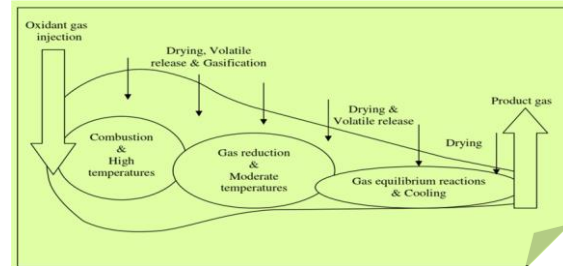 Oxidant gas
injection
Drying, Volatile
release & Gasification
Drying &
Volatile release
Product gas
Drying
Combustion
&
High
temperatures
Gas reduction
&
Moderate
temperatures
Gas equilibrium reactions
& Cooling